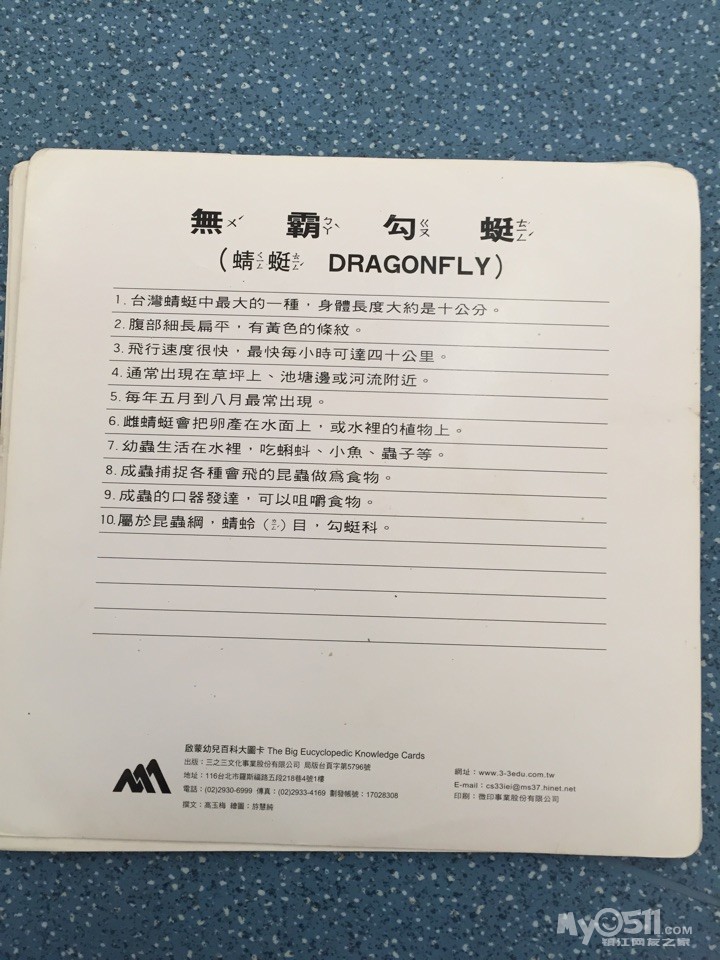 無ㄨˊ 霸ㄅㄚˋ 勾ㄍㄡ 蜓ㄊㄧㄥˊ
(蜻ㄑㄧㄥ蜓ㄊㄧㄥˊ DRAGONFLY)
1. 台灣蜻蜓中最大的一種，身體長度大約是十公分。
2. 腹部細長扁平，有黃色的條紋。
3. 飛行速度很快，最快每小時可達四十公里。
4. 通常出現在草坪上、池塘邊或河流附近。
5. 每年五月到八月最常出現。
6. 雌蜻蜓會把卵產在水面上，或水裡的植物上。
7. 幼蟲生活在水裡，吃蝌蚪、小魚、蟲子等。
8. 成蟲捕捉各種會飛的昆蟲做為食物。
9. 成蟲的口器發達，可以咀嚼食物。
10. 屬於昆蟲綱，蜻蛉(ㄌㄧㄥˊ)目，勾蜓科。
啟蒙幼兒百科大圖卡 The Big Eucyclopedic Knowledge Cards
出版：三之三文化事業股份有限公司 局版台頁字第5796號
地址：116台北市羅斯福路五段218巷4號1樓
電話：(02)2930-6999 傳真：(02)2933-4169 劃發帳號：17028308
撰文：高玉梅 繪圖：許慧純
網址：www.3-3edu.com.tw
E-mail：cs33iei@ms37.hinet.net
印刷：微印事業股份有限公司
My0511.COM
镇江网友之家